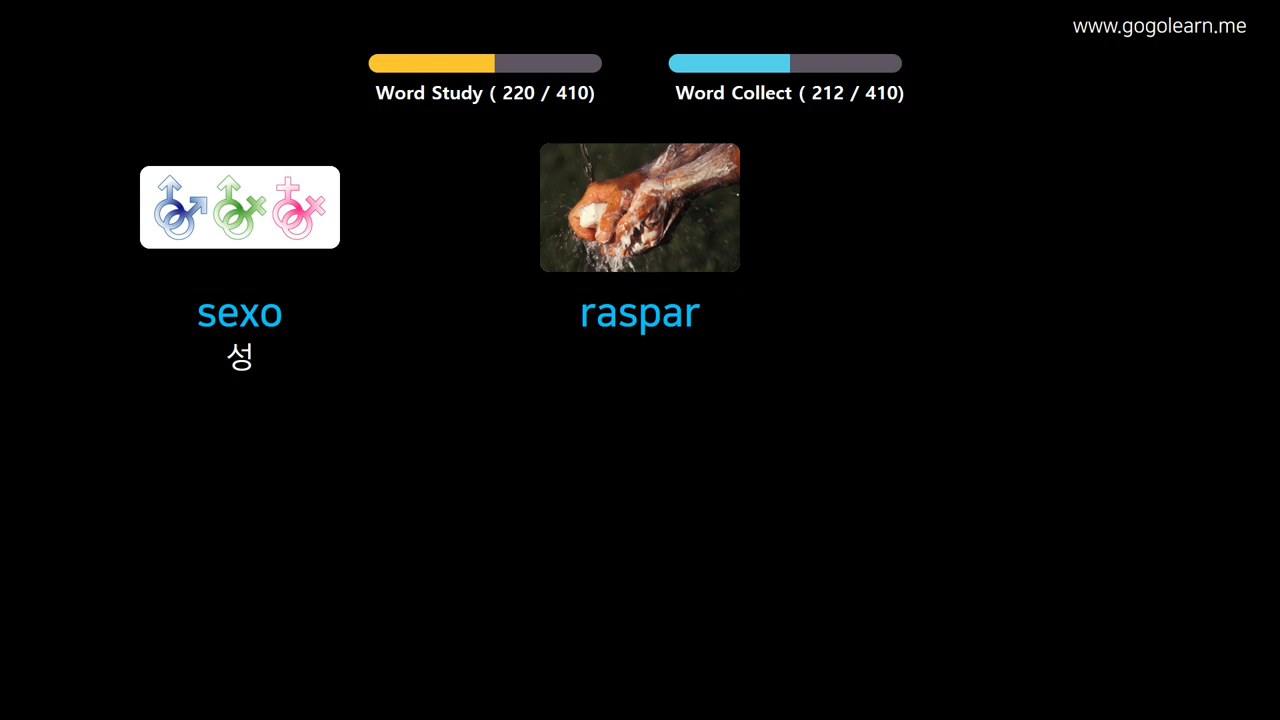 www.gogolearn.me
Word Study ( 220 / 410)
Word Collect ( 212 / 410)
sexo
성
raspar